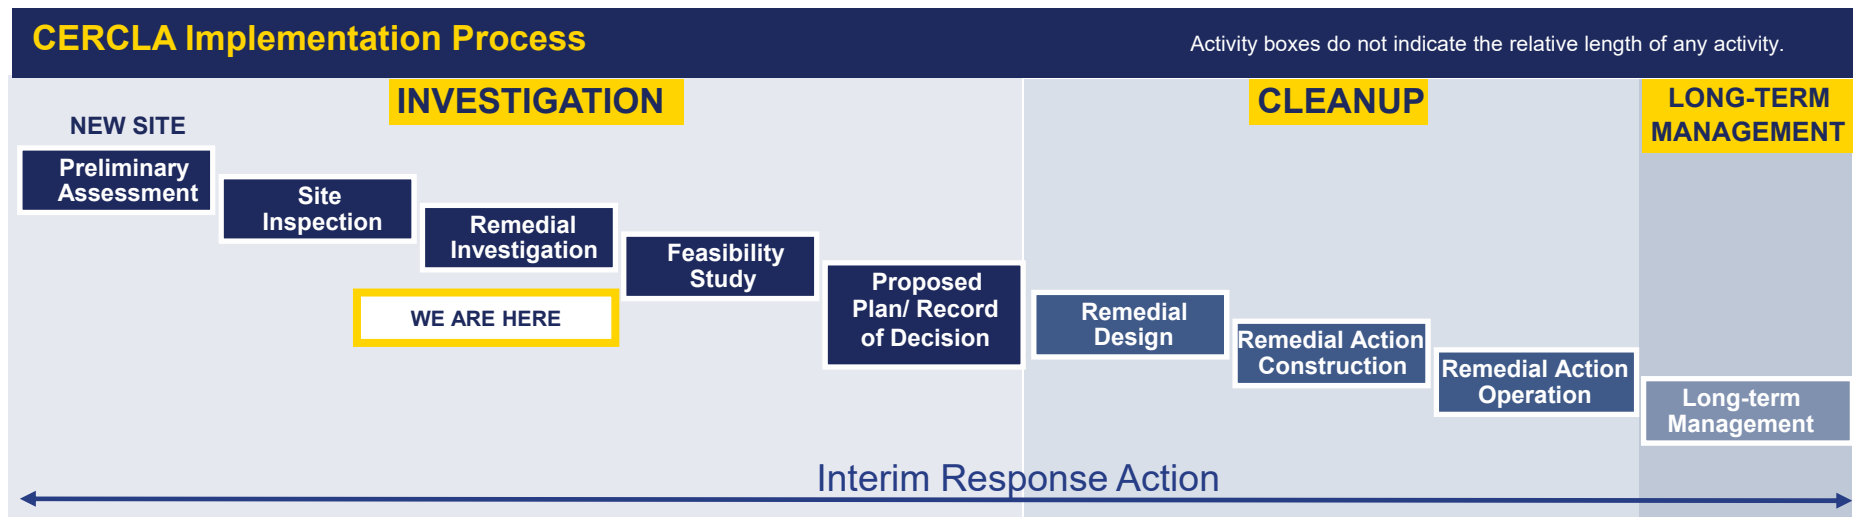 CERCLA Implementation Process
Activity boxes do not indicate the relative length of any activity.
INVESTIGATION
CLEANUP
LONG-TERM
MANAGEMENT
NEW SITE
Preliminary
Assessment
Site
Inspection
Remedial
Investigation
WE ARE HERE
Feasibility
Study
Proposed
Plan/ Record
of Decision
Remedial
Design
Remedial Action
Construction
Remedial Action
Operation
Long-term
Management
Interim Response Action